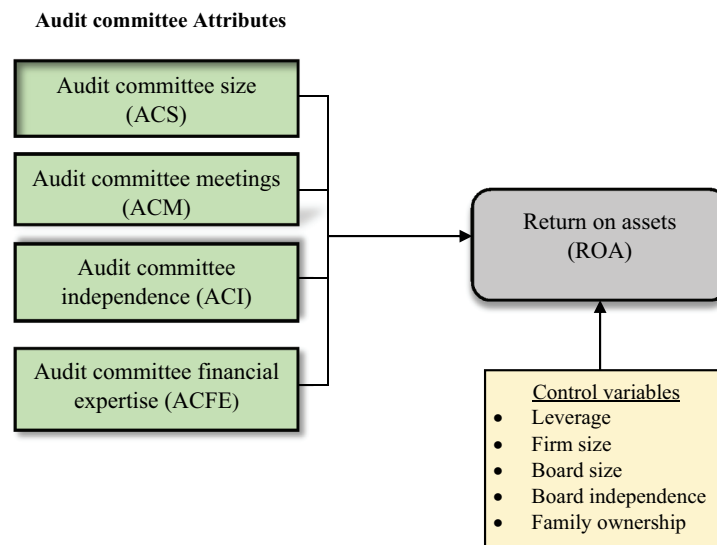 Audit committee Attributes
Audit committee size
(ACS)
Audit committee meetings
(ACM)
Audit committee
independence (ACI)
Audit committee financial
expertise (ACFE)
Return on assets
(ROA)
Control variables
• Leverage
• Firm size
• Board size
• Board independence
• Family ownership